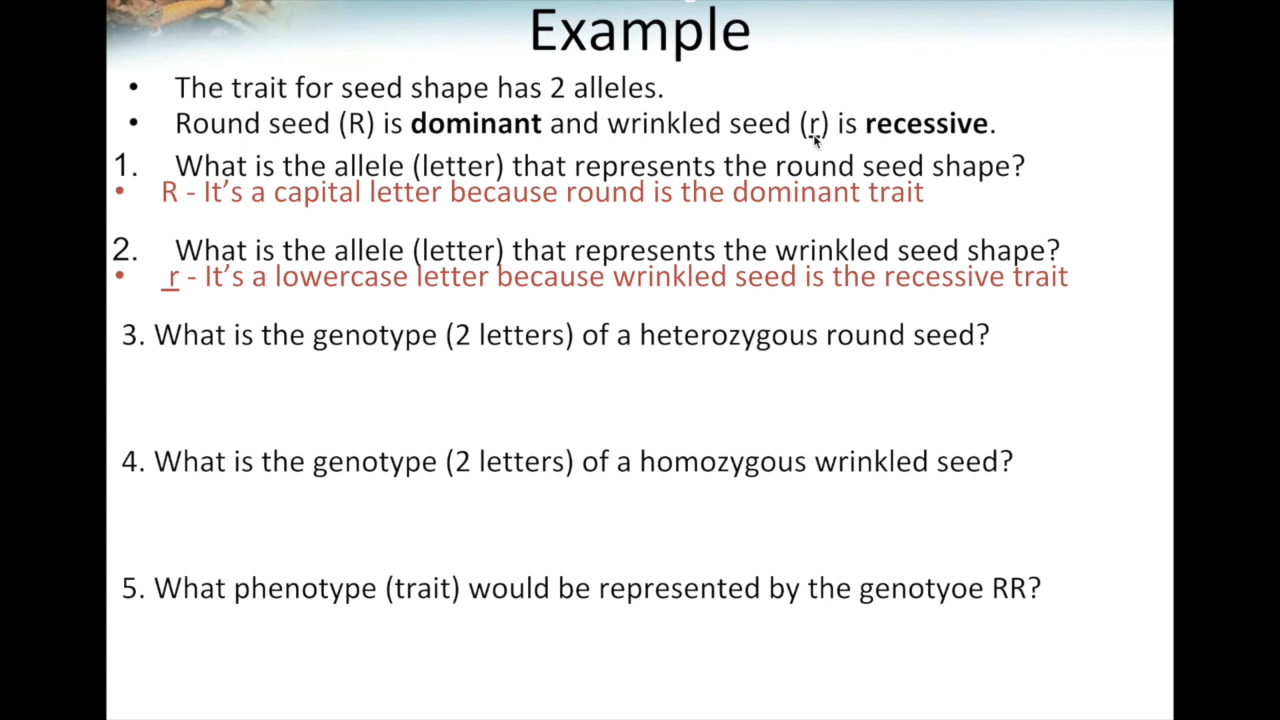 Example
• The trait for seed shape has 2 alleles.
• Round seed (R) is dominant and wrinkled seed (r) is recessive.
1. What is the allele (letter) that represents the round seed shape?
• R - It’s a capital letter because round is the dominant trait
2. What is the allele (letter) that represents the wrinkled seed shape?
• r - It’s a lowercase letter because wrinkled seed is the recessive trait
3. What is the genotype (2 letters) of a heterozygous round seed?
4. What is the genotype (2 letters) of a homozygous wrinkled seed?
5. What phenotype (trait) would be represented by the genotyoe RR?